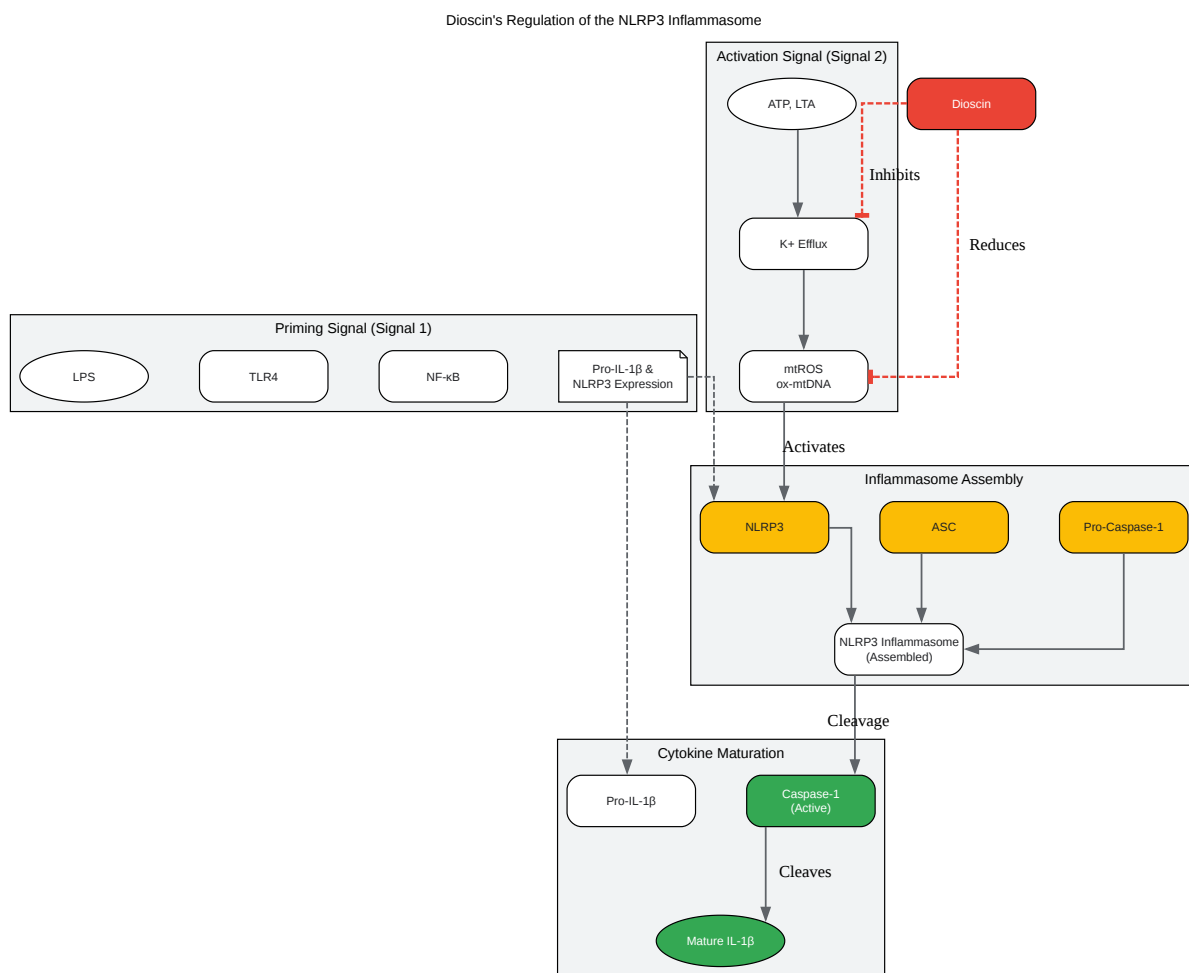 Dioscin's Regulation of the NLRP3 Inflammasome
Activation Signal (Signal 2)
ATP, LTA
Dioscin
Inhibits
K+ Efflux
Reduces
Priming Signal (Signal 1)
LPS
TLR4
NF-κB
Pro-IL-1β &
NLRP3 Expression
mtROS
ox-mtDNA
Activates
Inflammasome Assembly
NLRP3
ASC
Pro-Caspase-1
NLRP3 Inflammasome
(Assembled)
Cleavage
Cytokine Maturation
Pro-IL-1β
Caspase-1
(Active)
Cleaves
Mature IL-1β